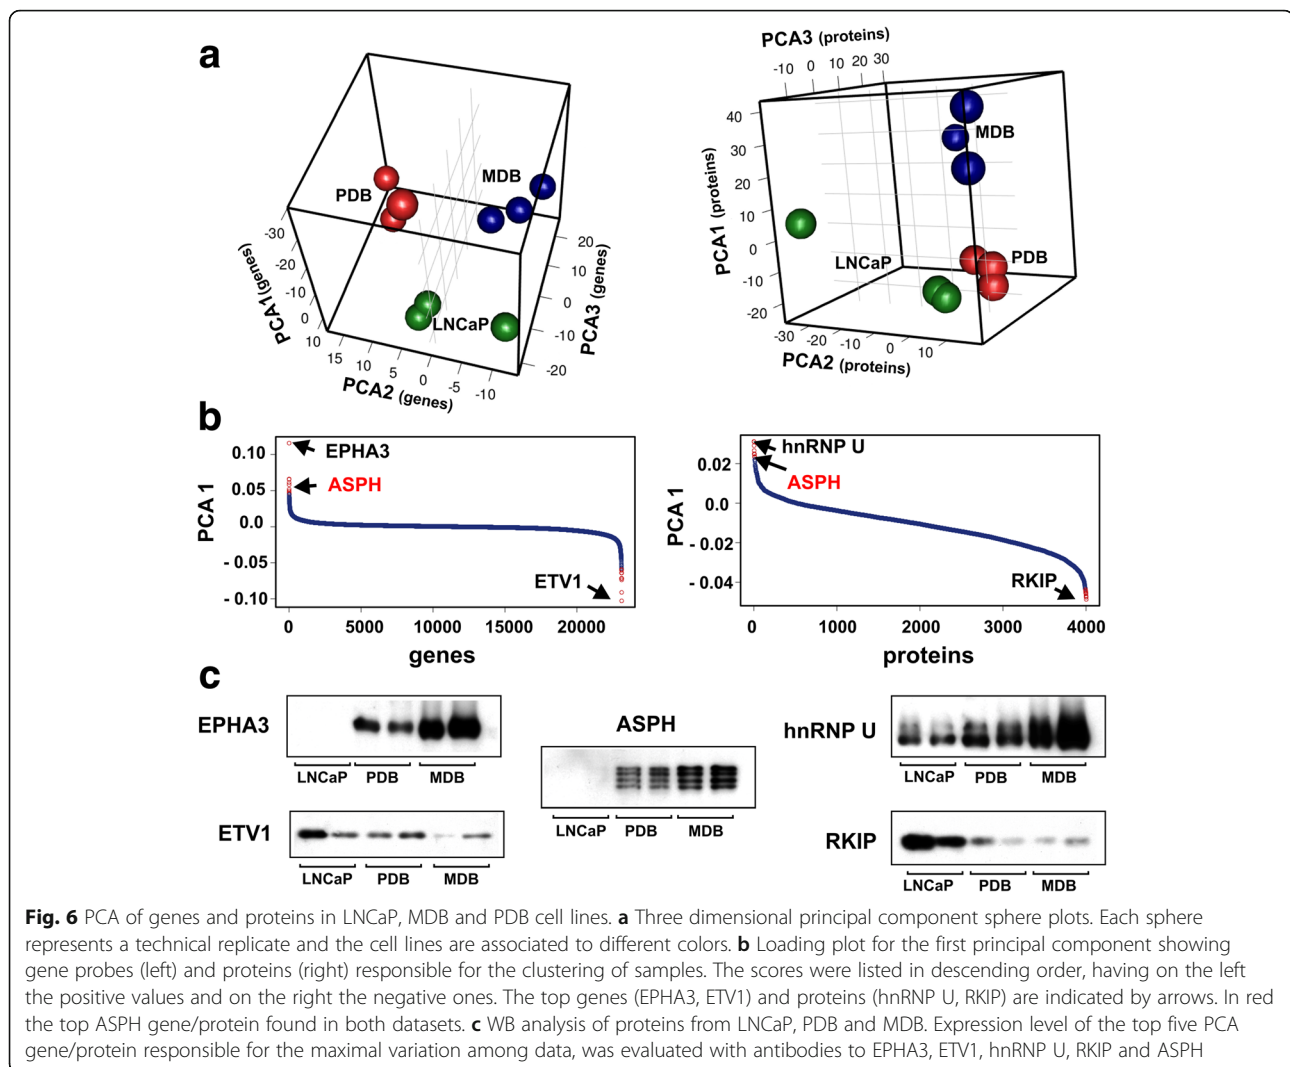 a
PCA3 (proteins)
-10 0 10 20 30
PDB
MDB
LNCaP
-30
-20
-10
0
10
PCA1 (genes)
15 10 5 0 -5 -10
PCA2 (genes)
20
10
0
-10
-20
PCA3 (genes)
40
30
20
10
0
-10
-20
PCA1 (proteins)
MDB
LNCaP
PDB
-30 -20 -10 0 10
PCA2 (proteins)
b
PCA 1
0.10
0.05
0.0
- 0.05
- 0.10
EPHA3
ASPH
ETV1
0 5000 10000 15000 20000
genes
PCA 1
0.02
0.0
- 0.02
- 0.04
hnRNP U
ASPH
RKIP
0 1000 2000 3000 4000
proteins
c
EPHA3
LNCaP PDB MDB
ETV1
LNCaP PDB MDB
ASPH
LNCaP PDB MDB
hnRNP U
LNCaP PDB MDB
RKIP
LNCaP PDB MDB
Fig. 6 PCA of genes and proteins in LNCaP, MDB and PDB cell lines. a Three dimensional principal component sphere plots. Each sphere
represents a technical replicate and the cell lines are associated to different colors. b Loading plot for the first principal component showing
gene probes (left) and proteins (right) responsible for the clustering of samples. The scores were listed in descending order, having on the left
the positive values and on the right the negative ones. The top genes (EPHA3, ETV1) and proteins (hnRNP U, RKIP) are indicated by arrows. In red
the top ASPH gene/protein found in both datasets. c WB analysis of proteins from LNCaP, PDB and MDB. Expression level of the top five PCA
gene/protein responsible for the maximal variation among data, was evaluated with antibodies to EPHA3, ETV1, hnRNP U, RKIP and ASPH